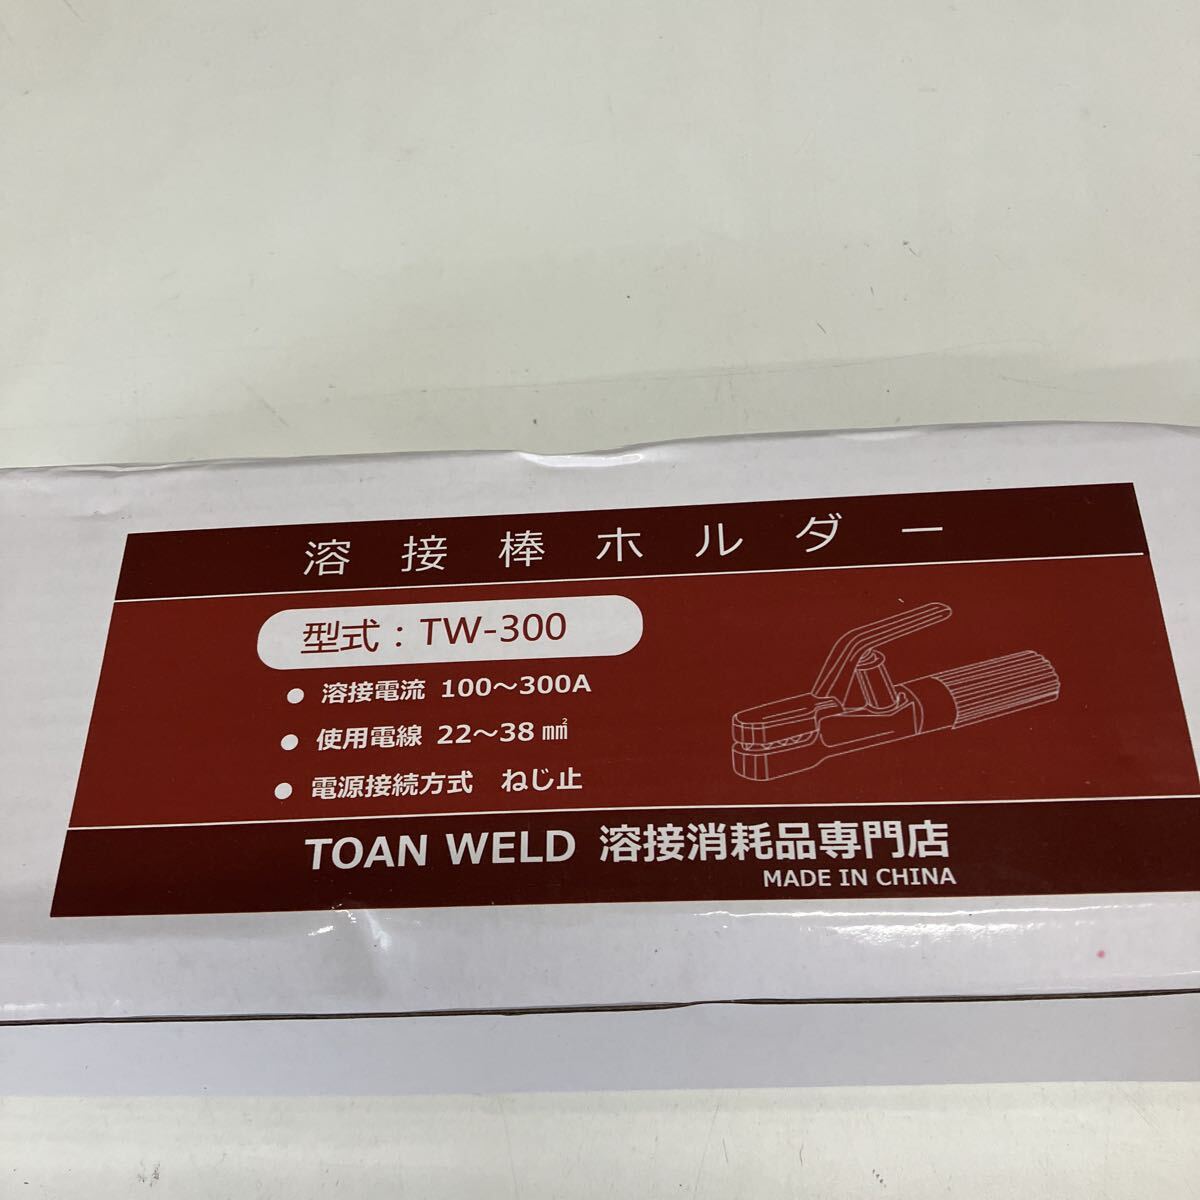 溶接棒ホルダー
型式：TW-300
● 溶接電流 100～300A
● 使用電線 22～38㎟
● 電源接続方式 ねじ止
TOAN WELD 溶接消耗品専門店
MADE IN CHINA